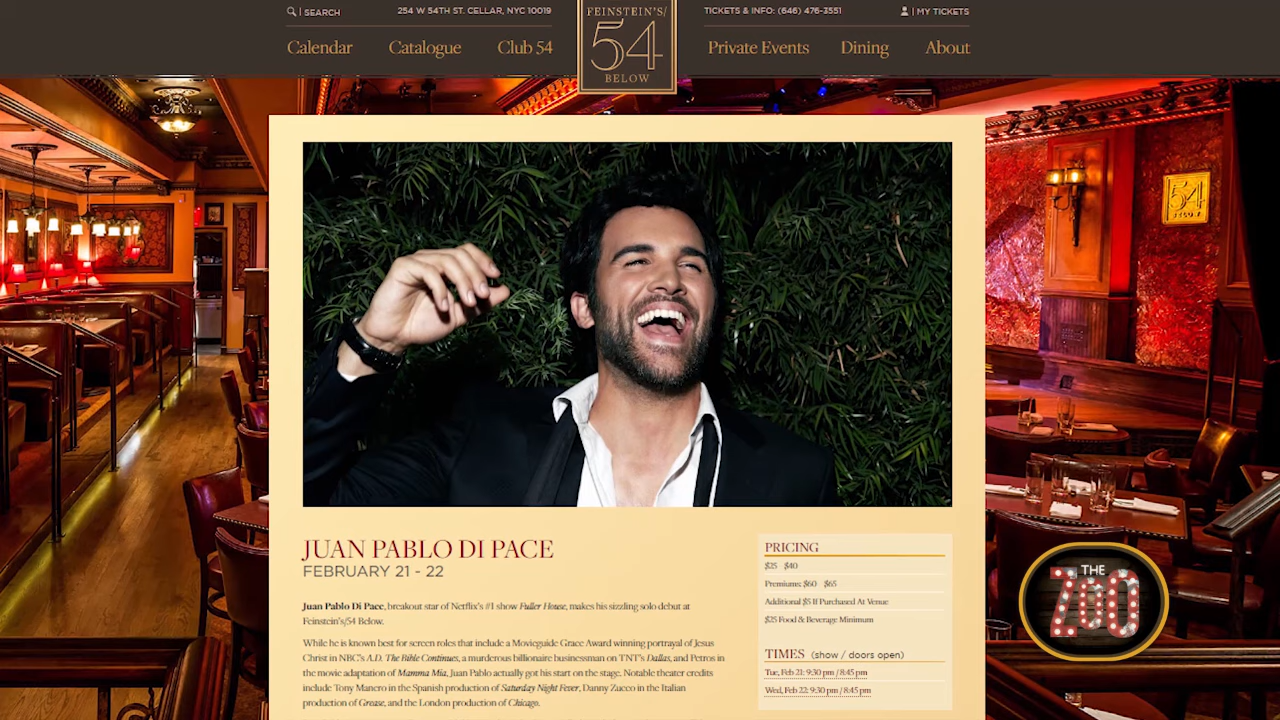 SEARCH
254 W 54TH ST. CELLAR, NYC 10019
TICKETS & INFO: (646) 476-3551
MY TICKETS
Calendar
Catalogue
Club 54
FEINSTEIN'S/
54
BELOW
Private Events
Dining
About
54
BELOW
JUAN PABLO DI PACE
FEBRUARY 21 - 22
Juan Pablo Di Pace, breakout star of Netflix's #1 show Fuller House, makes his sizzling solo debut at
Feinstein's/54 Below.
While he is known best for screen roles that include a Movieguide Grace Award winning portrayal of Jesus
Christ in NBC's A.D. The Bible Continues, a murderous billionaire businessman on TNT's Dallas, and Petros in
the movie adaptation of Mamma Mia, Juan Pablo actually got his start on the stage. Notable theater credits
include Tony Manero in the Spanish production of Saturday Night Fever, Danny Zucco in the Italian
production of Grease, and the London production of Chicago.
PRICING
$25 $40
Premiums: $60 $65
Additional $5 If Purchased At Venue
$25 Food & Beverage Minimum
TIMES (show / doors open)
Tue, Feb 21: 9:30 pm / 8:45 pm
Wed, Feb 22: 9:30 pm / 8:45 pm
THE
ZOO